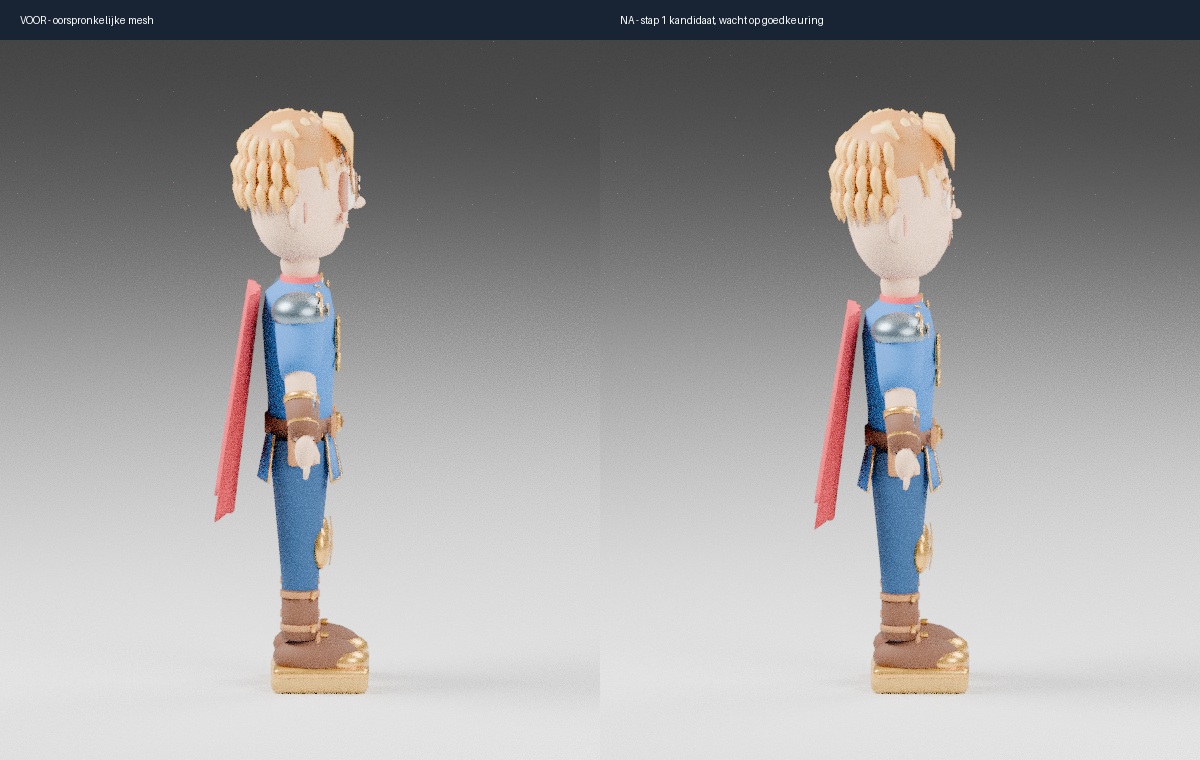 VOOR - oorspronkelijke mesh
NA - stap 1 kandidaat, wacht op goedkeuring